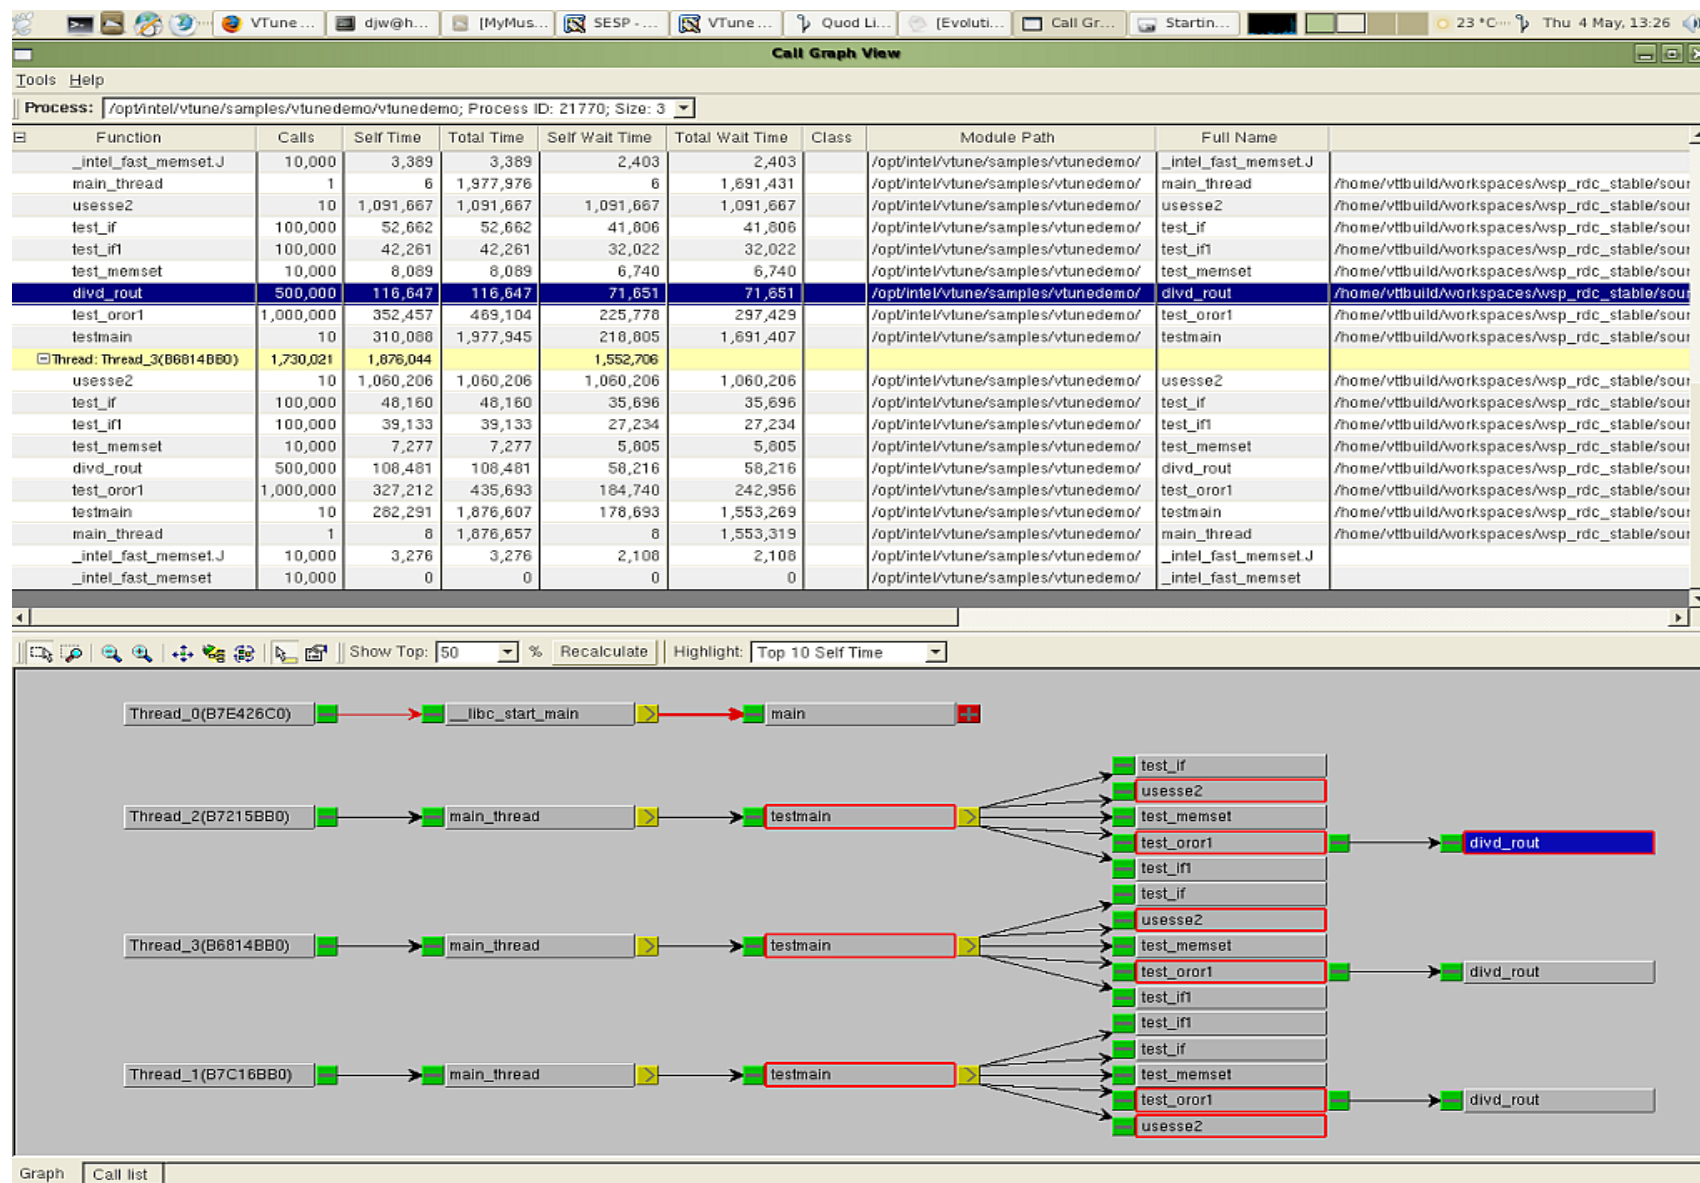 VTune ... djw@h... [MyMus... SESP - ... VTune ... Quod Li... [Evoluti... Call Gr... Startin... 23 °C Thu 4 May, 13:26
Call Graph View
Tools Help
Process: /opt/intel/vtune/samples/vtunedemo/vtunedemo; Process ID: 21770; Size: 3
Function Calls Self Time Total Time Self Wait Time Total Wait Time Class Module Path Full Name
_intel_fast_memset.J 10,000 3,389 3,389 2,403 2,403 /opt/intel/vtune/samples/vtunedemo/ _intel_fast_memset.J
main_thread 1 6 1,977,976 6 1,691,431 /opt/intel/vtune/samples/vtunedemo/ main_thread /home/vttbuild/workspaces/wsp_rdc_stable/sour
usesse2 10 1,091,667 1,091,667 1,091,667 1,091,667 /opt/intel/vtune/samples/vtunedemo/ usesse2 /home/vttbuild/workspaces/wsp_rdc_stable/sour
test_if 100,000 52,662 52,662 41,806 41,806 /opt/intel/vtune/samples/vtunedemo/ test_if /home/vttbuild/workspaces/wsp_rdc_stable/sour
test_if1 100,000 42,261 42,261 32,022 32,022 /opt/intel/vtune/samples/vtunedemo/ test_if1 /home/vttbuild/workspaces/wsp_rdc_stable/sour
test_memset 10,000 8,089 8,089 6,740 6,740 /opt/intel/vtune/samples/vtunedemo/ test_memset /home/vttbuild/workspaces/wsp_rdc_stable/sour
divd_rout 500,000 116,647 116,647 71,651 71,651 /opt/intel/vtune/samples/vtunedemo/ divd_rout /home/vttbuild/workspaces/wsp_rdc_stable/sour
test_oror1 1,000,000 352,457 469,104 225,778 297,429 /opt/intel/vtune/samples/vtunedemo/ test_oror1 /home/vttbuild/workspaces/wsp_rdc_stable/sour
testmain 10 310,088 1,977,945 218,805 1,691,407 /opt/intel/vtune/samples/vtunedemo/ testmain /home/vttbuild/workspaces/wsp_rdc_stable/sour
Thread: Thread_3(B6814BB0) 1,730,021 1,876,044 1,552,706
usesse2 10 1,060,206 1,060,206 1,060,206 1,060,206 /opt/intel/vtune/samples/vtunedemo/ usesse2 /home/vttbuild/workspaces/wsp_rdc_stable/sour
test_if 100,000 48,160 48,160 35,696 35,696 /opt/intel/vtune/samples/vtunedemo/ test_if /home/vttbuild/workspaces/wsp_rdc_stable/sour
test_if1 100,000 39,133 39,133 27,234 27,234 /opt/intel/vtune/samples/vtunedemo/ test_if1 /home/vttbuild/workspaces/wsp_rdc_stable/sour
test_memset 10,000 7,277 7,277 5,805 5,805 /opt/intel/vtune/samples/vtunedemo/ test_memset /home/vttbuild/workspaces/wsp_rdc_stable/sour
divd_rout 500,000 108,481 108,481 58,216 58,216 /opt/intel/vtune/samples/vtunedemo/ divd_rout /home/vttbuild/workspaces/wsp_rdc_stable/sour
test_oror1 1,000,000 327,212 435,693 184,740 242,956 /opt/intel/vtune/samples/vtunedemo/ test_oror1 /home/vttbuild/workspaces/wsp_rdc_stable/sour
testmain 10 282,291 1,876,607 178,693 1,553,269 /opt/intel/vtune/samples/vtunedemo/ testmain /home/vttbuild/workspaces/wsp_rdc_stable/sour
main_thread 1 8 1,876,657 8 1,553,319 /opt/intel/vtune/samples/vtunedemo/ main_thread /home/vttbuild/workspaces/wsp_rdc_stable/sour
_intel_fast_memset.J 10,000 3,276 3,276 2,108 2,108 /opt/intel/vtune/samples/vtunedemo/ _intel_fast_memset.J
_intel_fast_memset 10,000 0 0 0 0 /opt/intel/vtune/samples/vtunedemo/ _intel_fast_memset
Show Top: 50 % Recalculate Highlight: Top 10 Self Time
Thread_0(B7E426C0) __libc_start_main main
test_if
usesse2
Thread_2(B7215BB0) main_thread testmain test_memset
test_oror1 divd_rout
test_if1
test_if
usesse2
Thread_3(B6814BB0) main_thread testmain test_memset
test_oror1 divd_rout
test_if1
test_if1
test_if
Thread_1(B7C16BB0) main_thread testmain test_memset
test_oror1 divd_rout
usesse2
Graph Call list